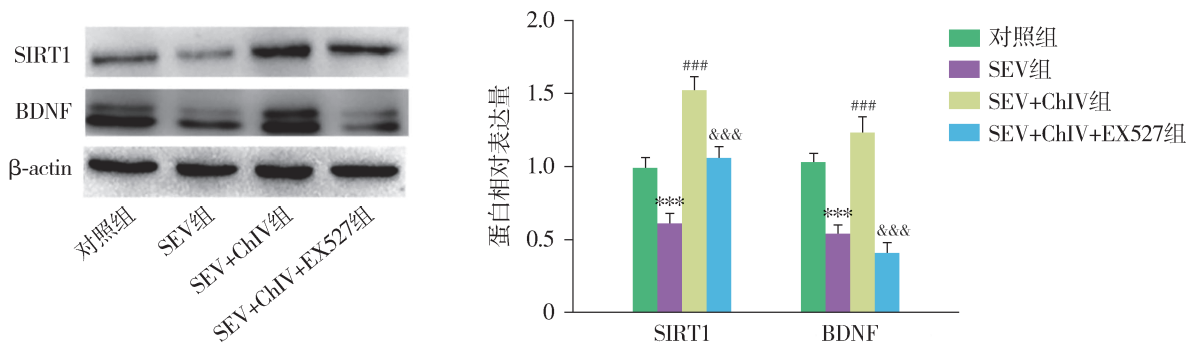 SIRT1
BDNF
β-actin
对照组
SEV组
SEV+ChIV组
SEV+ChIV+EX527组
蛋白相对表达量
2.0
1.5
1.0
0.5
0
***
###
&&&
***
###
&&&
SIRT1
BDNF
对照组
SEV组
SEV+ChIV组
SEV+ChIV+EX527组